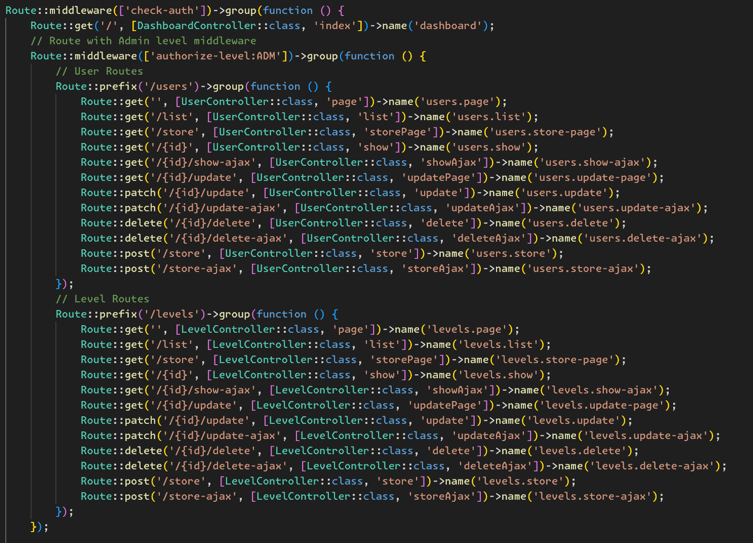 Route::middleware(['check-auth'])->group(function () {
    Route::get('/', [DashboardController::class, 'index'])->name('dashboard');
    // Route with Admin level middleware
    Route::middleware(['authorize-level:ADM'])->group(function () {
        // User Routes
        Route::prefix('/users')->group(function () {
            Route::get('', [UserController::class, 'page'])->name('users.page');
            Route::get('/list', [UserController::class, 'list'])->name('users.list');
            Route::get('/store', [UserController::class, 'storePage'])->name('users.store-page');
            Route::get('/{id}', [UserController::class, 'show'])->name('users.show');
            Route::get('/{id}/show-ajax', [UserController::class, 'showAjax'])->name('users.show-ajax');
            Route::get('/{id}/update', [UserController::class, 'updatePage'])->name('users.update-page');
            Route::patch('/{id}/update', [UserController::class, 'update'])->name('users.update');
            Route::patch('/{id}/update-ajax', [UserController::class, 'updateAjax'])->name('users.update-ajax');
            Route::delete('/{id}/delete', [UserController::class, 'delete'])->name('users.delete');
            Route::delete('/{id}/delete-ajax', [UserController::class, 'deleteAjax'])->name('users.delete-ajax');
            Route::post('/store', [UserController::class, 'store'])->name('users.store');
            Route::post('/store-ajax', [UserController::class, 'storeAjax'])->name('users.store-ajax');
        });
        // Level Routes
        Route::prefix('/levels')->group(function () {
            Route::get('', [LevelController::class, 'page'])->name('levels.page');
            Route::get('/list', [LevelController::class, 'list'])->name('levels.list');
            Route::get('/store', [LevelController::class, 'storePage'])->name('levels.store-page');
            Route::get('/{id}', [LevelController::class, 'show'])->name('levels.show');
            Route::get('/{id}/show-ajax', [LevelController::class, 'showAjax'])->name('levels.show-ajax');
            Route::get('/{id}/update', [LevelController::class, 'updatePage'])->name('levels.update-page');
            Route::patch('/{id}/update', [LevelController::class, 'update'])->name('levels.update');
            Route::patch('/{id}/update-ajax', [LevelController::class, 'updateAjax'])->name('levels.update-ajax');
            Route::delete('/{id}/delete', [LevelController::class, 'delete'])->name('levels.delete');
            Route::delete('/{id}/delete-ajax', [LevelController::class, 'deleteAjax'])->name('levels.delete-ajax');
            Route::post('/store', [LevelController::class, 'store'])->name('levels.store');
            Route::post('/store-ajax', [LevelController::class, 'storeAjax'])->name('levels.store-ajax');
        });
    });